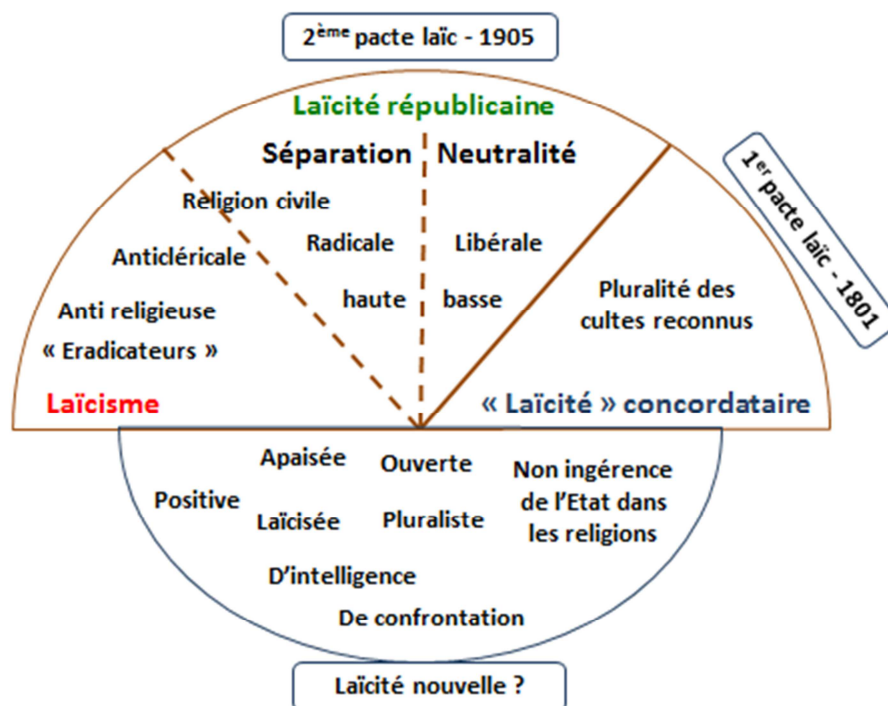 2ème pacte laïc - 1905
Laïcité républicaine
Séparation Neutralité
Religion civile
Radicale Libérale
haute basse
Anticléricale
Anti religieuse
« Eradicateurs »
Laïcisme
1er pacte laïc - 1801
Pluralité des
cultes reconnus
« Laïcité » concordataire
Apaisée Ouverte
Positive
Laïcisée Pluraliste
Non ingérence
de l’Etat dans
les religions
D’intelligence
De confrontation
Laïcité nouvelle ?